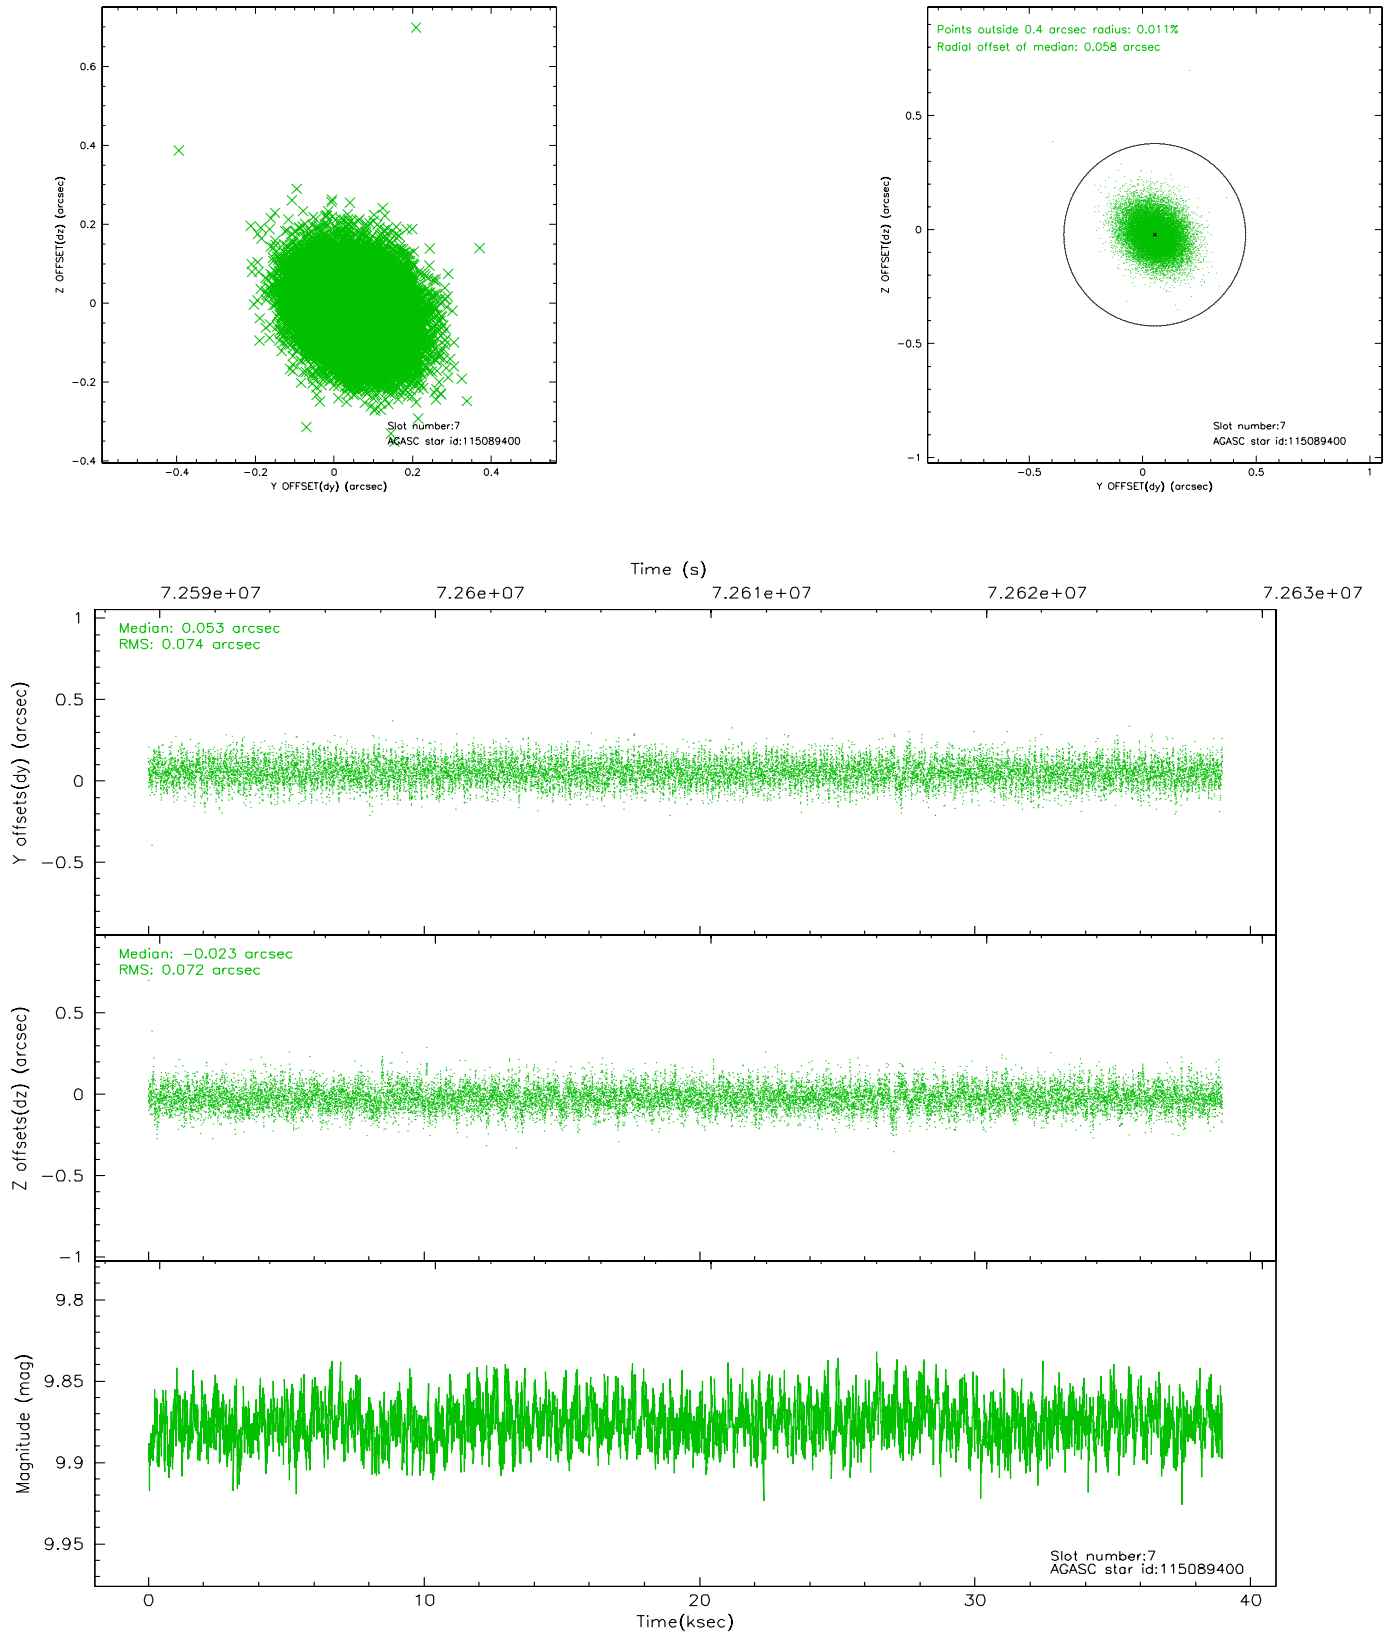 0.6
0.4
0.2
0
−0.2
−0.4
Z OFFSET(dz) (arcsec)
Slot number:7
AGASC star id:115089400
−0.4 −0.2 0 0.2 0.4
Y OFFSET(dy) (arcsec)
Points outside 0.4 arcsec radius: 0.011%
Radial offset of median: 0.058 arcsec
0.5
0
−0.5
−1
Z OFFSET(dz) (arcsec)
Slot number:7
AGASC star id:115089400
−0.5 0 0.5 1
Y OFFSET(dy) (arcsec)
Time (s)
7.259e+07 7.26e+07 7.261e+07 7.262e+07 7.263e+07
Median: 0.053 arcsec
RMS: 0.074 arcsec
1
0.5
0
−0.5
Y offsets(dy) (arcsec)
Median: −0.023 arcsec
RMS: 0.072 arcsec
0.5
0
−0.5
−1
Z offsets(dz) (arcsec)
9.8
9.85
9.9
9.95
Magnitude (mag)
Slot number:7
AGASC star id:115089400
0 10 20 30 40
Time(ksec)